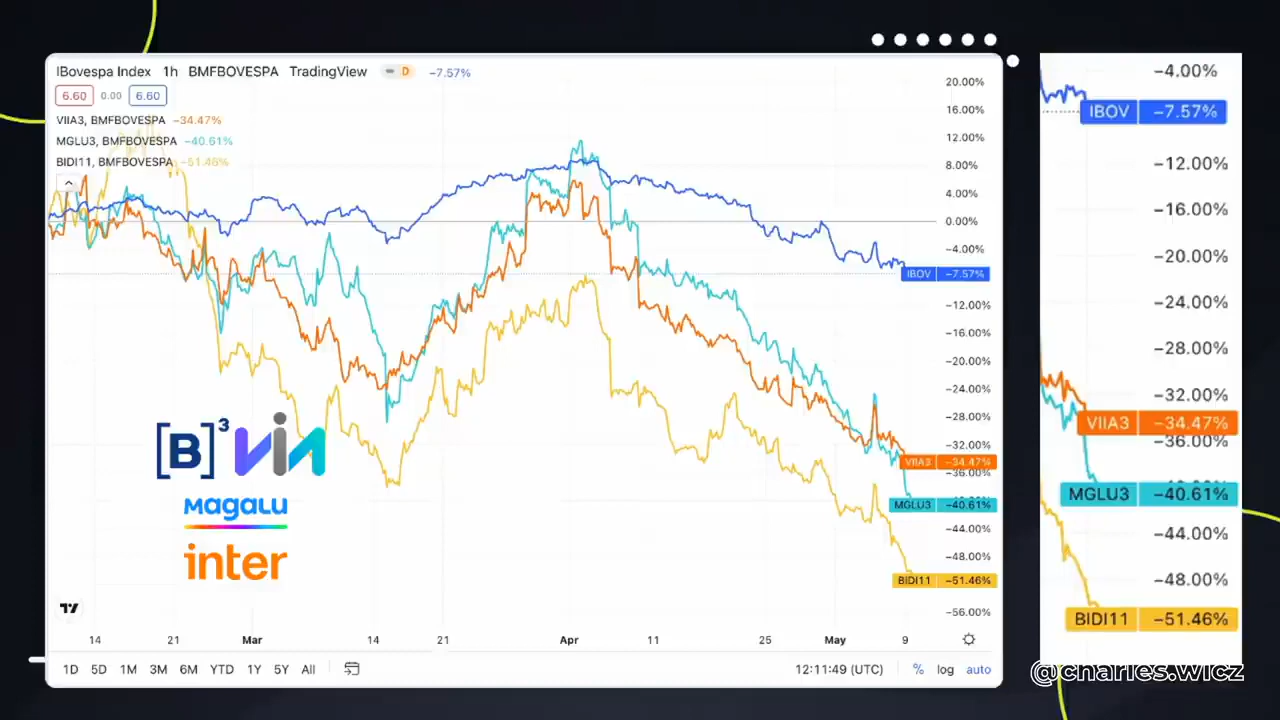 IBovespa Index 1h BMFBOVESPA TradingView D −7.57%
6.60 0.00 6.60
VIIA3, BMFBOVESPA −34.47%
MGLU3, BMFBOVESPA −40.61%
BIDI11, BMFBOVESPA −51.46%
20.00%
16.00%
12.00%
8.00%
4.00%
0.00%
−4.00%
IBOV −7.57%
−12.00%
−16.00%
−20.00%
−24.00%
−28.00%
−32.00%
VIIA3 −34.47%
−36.00%
MGLU3 −40.61%
−44.00%
−48.00%
BIDI11 −51.46%
−56.00%
[B]³ via
magalu
inter
14 21 Mar 14 21 Apr 11 25 May 9
1D 5D 1M 3M 6M YTD 1Y 5Y All 12:11:49 (UTC) % log auto
−4.00%
IBOV −7.57%
−12.00%
−16.00%
−20.00%
−24.00%
−28.00%
−32.00%
VIIA3 −34.47%
−36.00%
MGLU3 −40.61%
−44.00%
−48.00%
BIDI11 −51.46%
@charles.wicz